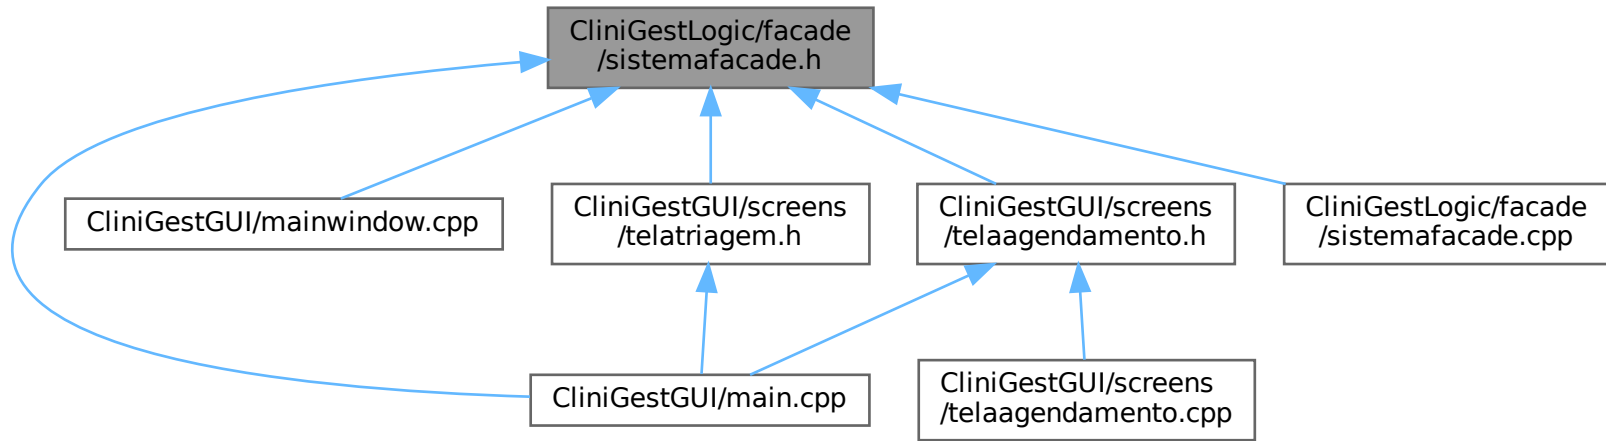 CliniGestLogic/facade
/sistemafacade.h
CliniGestGUI/mainwindow.cpp
CliniGestGUI/screens
/telatriagem.h
CliniGestGUI/screens
/telaagendamento.h
CliniGestLogic/facade
/sistemafacade.cpp
CliniGestGUI/main.cpp
CliniGestGUI/screens
/telaagendamento.cpp